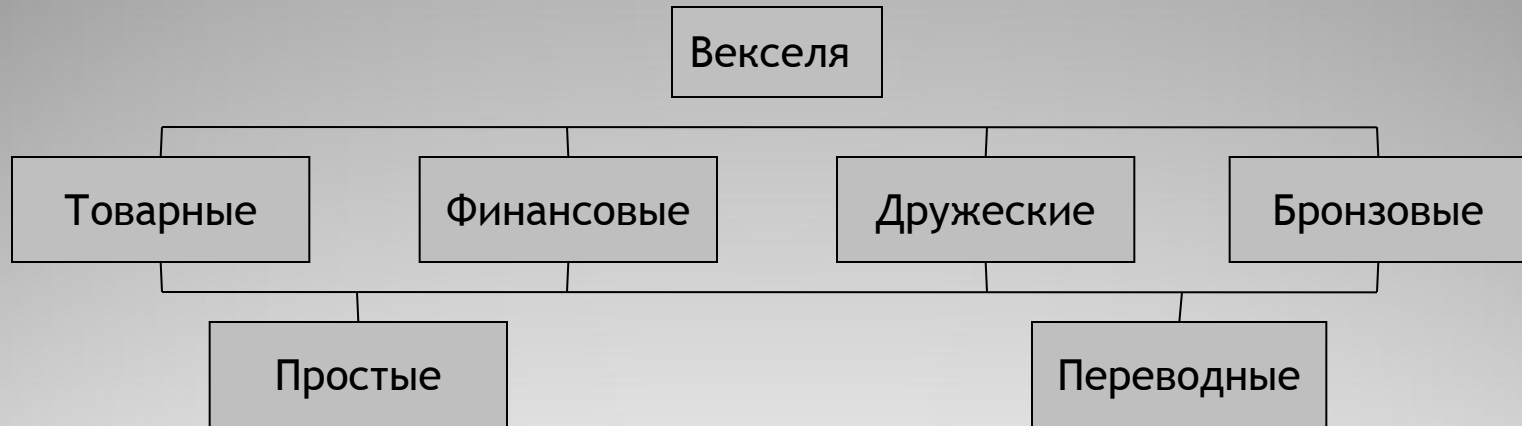 Векселя
Товарные
Финансовые
Дружеские
Бронзовые
Простые
Переводные